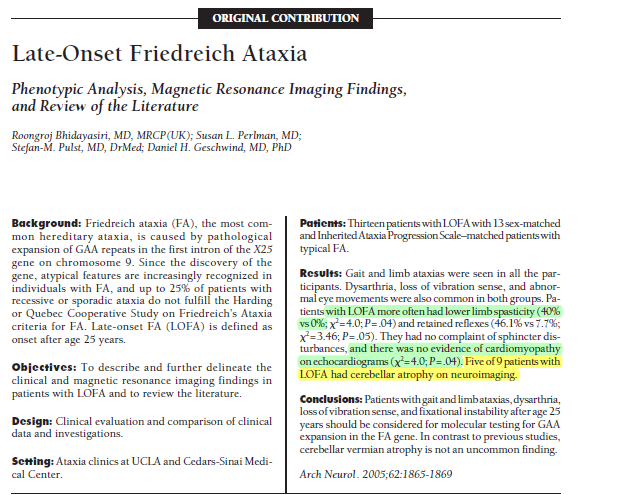 ORIGINAL CONTRIBUTION
Late-Onset Friedreich Ataxia
Phenotypic Analysis, Magnetic Resonance Imaging Findings,
and Review of the Literature
Roongroj Bhidayasiri, MD, MRCP(UK); Susan L. Perlman, MD;
Stefan-M. Pulst, MD, DrMed; Daniel H. Geschwind, MD, PhD
Background: Friedreich ataxia (FA), the most com-
mon hereditary ataxia, is caused by pathological
expansion of GAA repeats in the first intron of the X25
gene on chromosome 9. Since the discovery of the
gene, atypical features are increasingly recognized in
individuals with FA, and up to 25% of patients with
recessive or sporadic ataxia do not fulfill the Harding
or Quebec Cooperative Study on Friedreich's Ataxia
criteria for FA. Late-onset FA (LOFA) is defined as
onset after age 25 years.
Objectives: To describe and further delineate the
clinical and magnetic resonance imaging findings in
patients with LOFA and to review the literature.
Design: Clinical evaluation and comparison of clinical
data and investigations.
Setting: Ataxia clinics at UCLA and Cedars-Sinai Medi-
cal Center.
Patients: Thirteen patients with LOFA with 13 sex-matched
and Inherited Ataxia Progression Scale–matched patients with
typical FA.
Results: Gait and limb ataxias were seen in all the par-
ticipants. Dysarthria, loss of vibration sense, and abnor-
mal eye movements were also common in both groups. Pa-
tients with LOFA more often had lower limb spasticity (40%
vs 0%; χ²=4.0; P=.04) and retained reflexes (46.1% vs 7.7%;
χ²=3.46; P=.05). They had no complaint of sphincter dis-
turbances, and there was no evidence of cardiomyopathy
on echocardiograms (χ²=4.0; P=.04). Five of 9 patients with
LOFA had cerebellar atrophy on neuroimaging.
Conclusions: Patients with gait and limb ataxias, dysarthria,
loss of vibration sense, and fixational instability after age 25
years should be considered for molecular testing for GAA
expansion in the FA gene. In contrast to previous studies,
cerebellar vermian atrophy is not an uncommon finding.
Arch Neurol. 2005;62:1865-1869